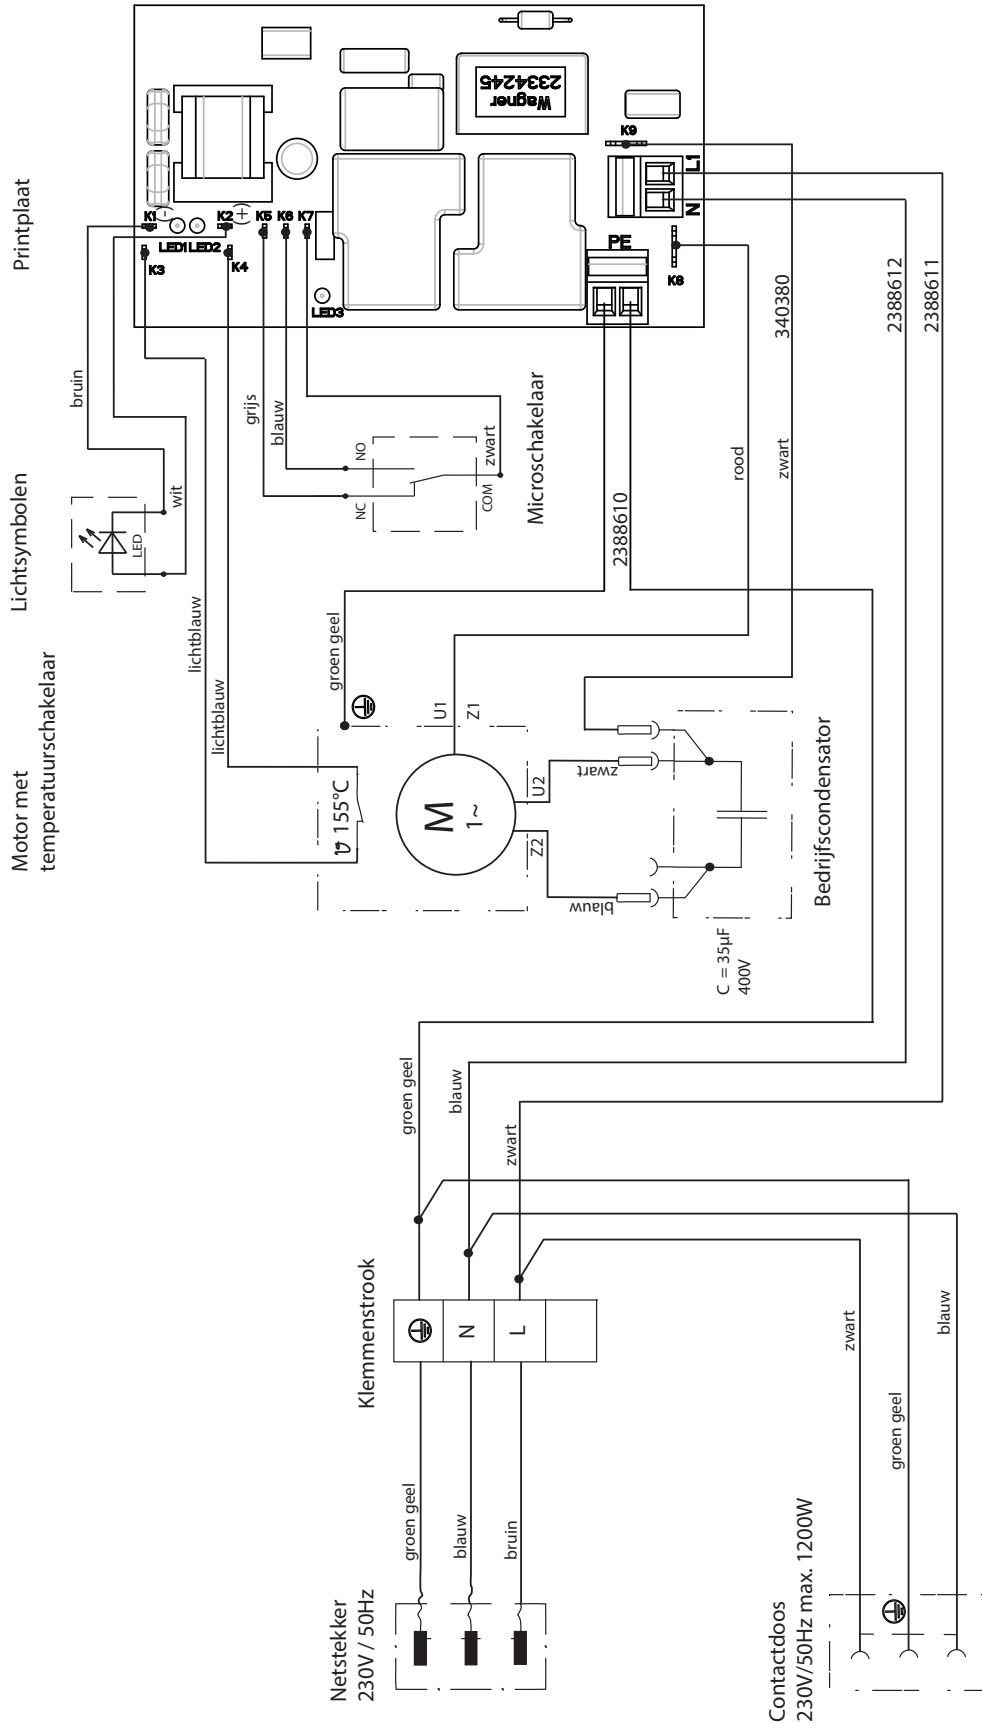 Printplaat
Lichtsymbolen
Motor met
temperatuurschakelaar
Wagner
2334245
K9
L1
N
PE
K8
K1
(-)
K2
(+)
K5
K6
K7
LED1
LED2
K3
K4
LED3
bruin
wit
LED
lichtblauw
lichtblauw
grijs
blauw
zwart
NO
NC
COM
Microschakelaar
2388610
rood
zwart
340380
2388612
2388611
groen geel
U1
Z1
ϑ 155°C
M
1~
U2
Z2
zwart
blauw
Bedrijfscondensator
C = 35µF
400V
groen geel
blauw
zwart
Klemmenstrook
N
L
groen geel
blauw
bruin
Netstekker
230V / 50Hz
zwart
groen geel
blauw
Contactdoos
230V/50Hz max. 1200W